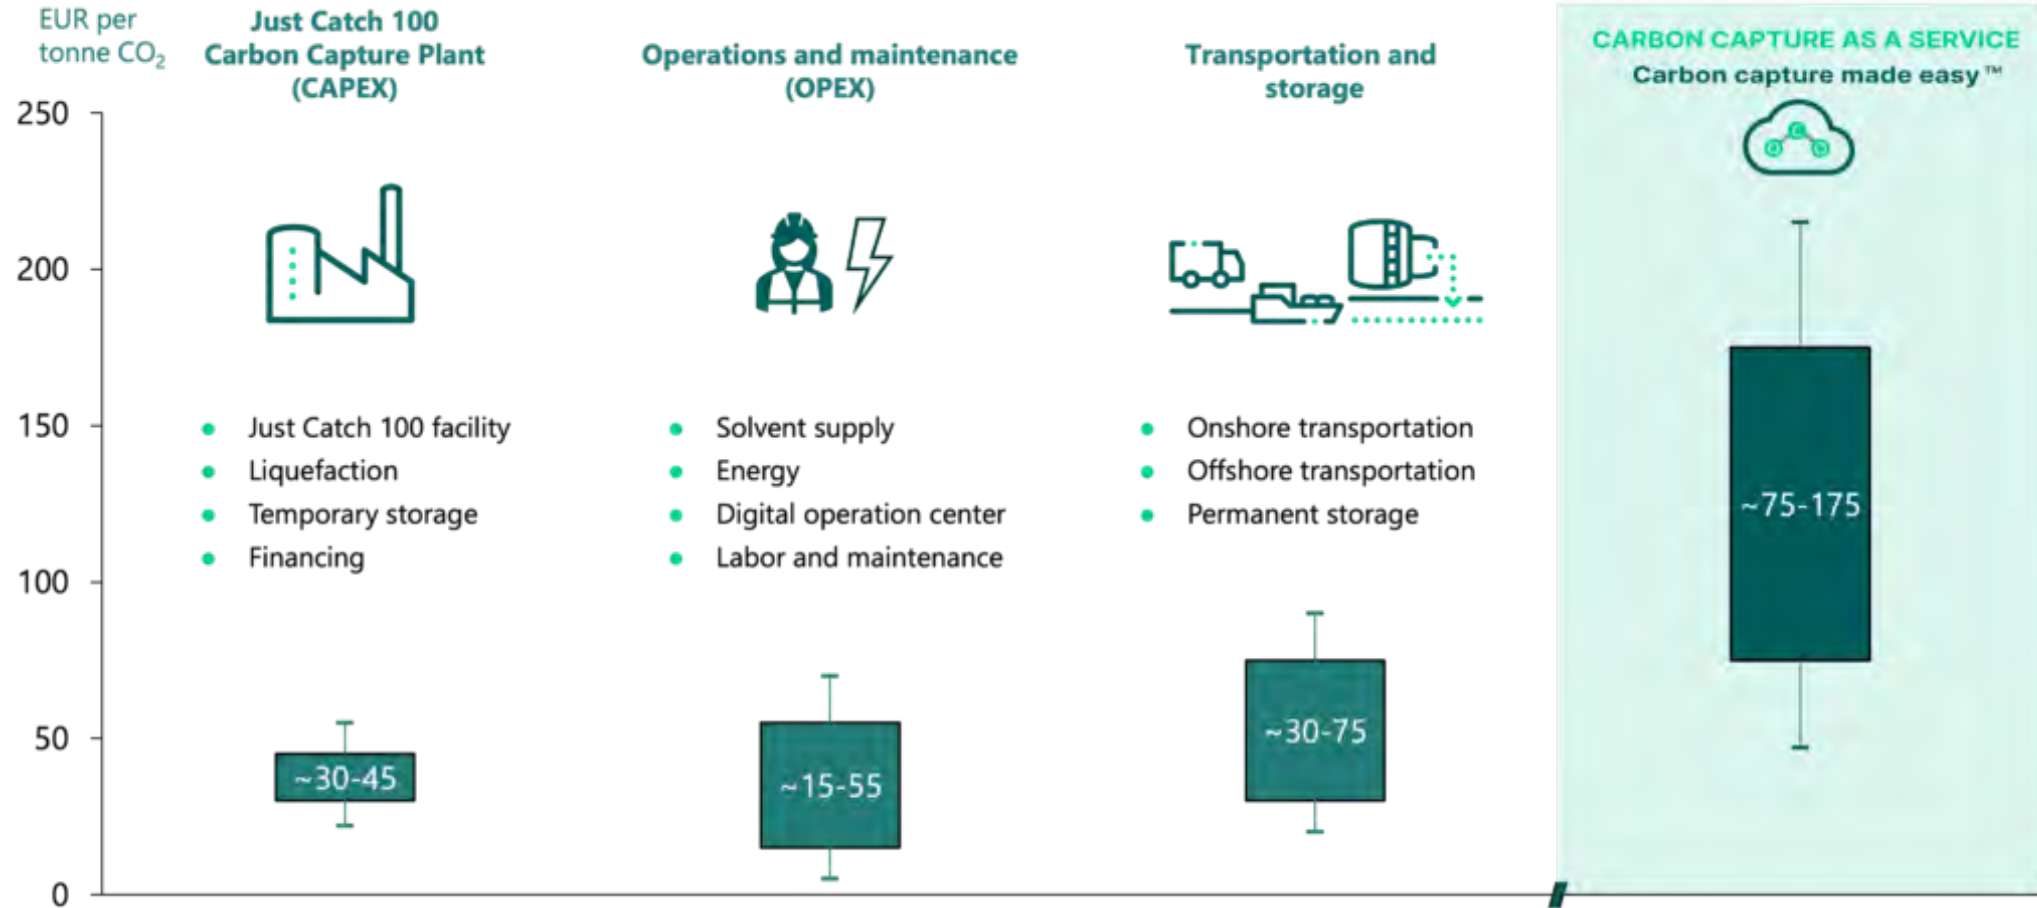 EUR per
tonne CO₂
Just Catch 100
Carbon Capture Plant
(CAPEX)
Operations and maintenance
(OPEX)
Transportation and
storage
CARBON CAPTURE AS A SERVICE
Carbon capture made easy™
250
200
150
100
50
0
Just Catch 100 facility
Liquefaction
Temporary storage
Financing
Solvent supply
Energy
Digital operation center
Labor and maintenance
Onshore transportation
Offshore transportation
Permanent storage
~30-45
~15-55
~30-75
~75-175